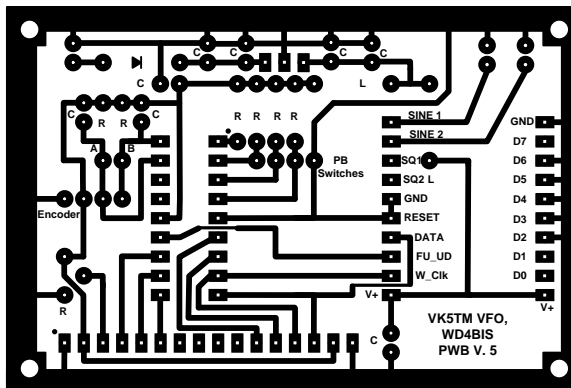 C
C
C
C
C
L
C
R
R
C
R
R
R
R
A
B
SINE 1
GND
SINE 2
D7
PB
Switches
SQ1
D6
SQ2 L
D5
Encoder
GND
D4
RESET
D3
DATA
D2
FU_UD
D1
W_Clk
D0
V+
V+
R
VK5TM VFO,
WD4BIS
PWB V. 5
C